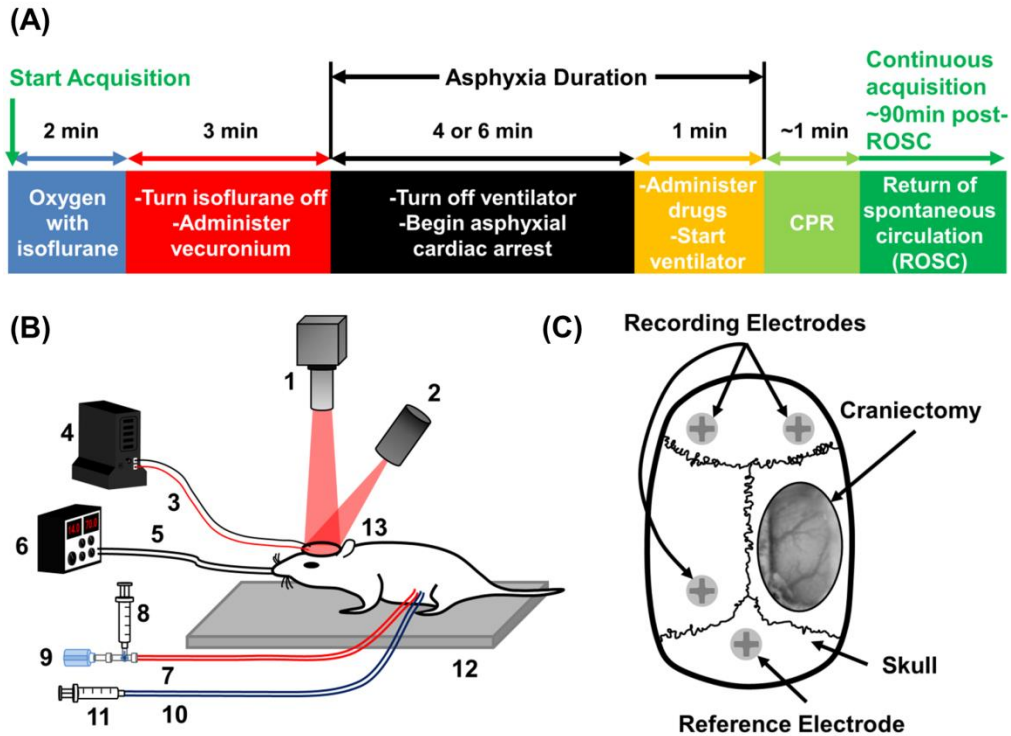 (A)
Start Acquisition
Asphyxia Duration
Continuous
acquisition
~90min post-
ROSC
2 min
3 min
4 or 6 min
1 min
~1 min
Oxygen
with
isoflurane
-Turn isoflurane off
-Administer
vecuronium
-Turn off ventilator
-Begin asphyxial
cardiac arrest
-Administer
drugs
-Start
ventilator
CPR
Return of
spontaneous
circulation
(ROSC)
(B)
1
2
4
3
13
5
6
8
9
7
12
11
10
(C)
Recording Electrodes
Craniectomy
Skull
Reference Electrode